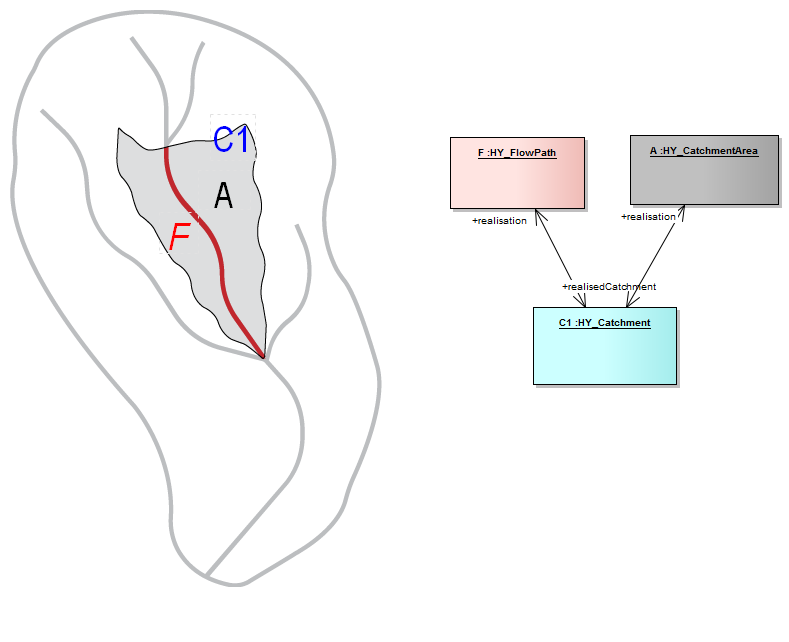 C1
A
F
F :HY_FlowPath
A :HY_CatchmentArea
+realisation
+realisation
+realisedCatchment
C1 :HY_Catchment